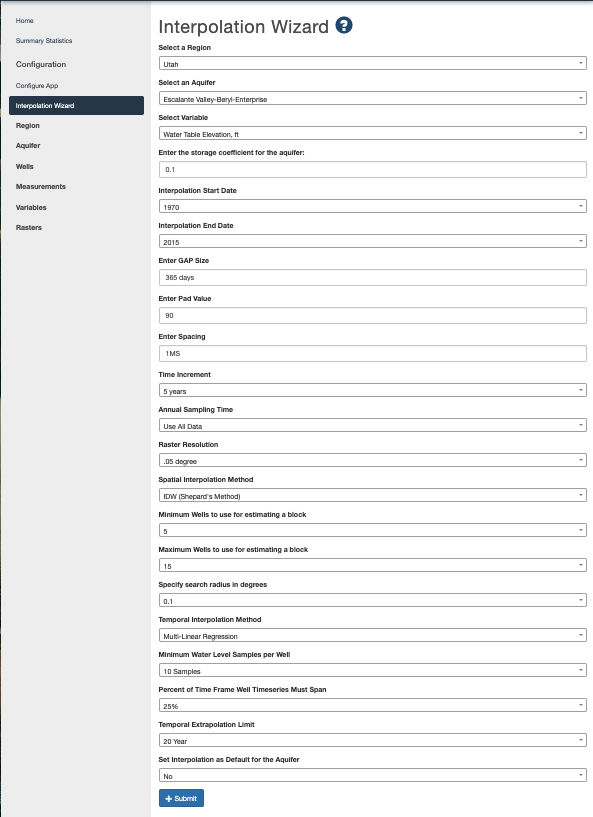 Home
Summary Statistics
Configuration
Configure App
Interpolation Wizard
Region
Aquifer
Wells
Measurements
Variables
Rasters
Interpolation Wizard ?
Select a Region
Utah
Select an Aquifer
Escalante Valley-Beryl-Enterprise
Select Variable
Water Table Elevation, ft
Enter the storage coefficient for the aquifer:
0.1
Interpolation Start Date
1970
Interpolation End Date
2015
Enter GAP Size
365 days
Enter Pad Value
90
Enter Spacing
1MS
Time Increment
5 years
Annual Sampling Time
Use All Data
Raster Resolution
.05 degree
Spatial Interpolation Method
IDW (Shepard's Method)
Minimum Wells to use for estimating a block
5
Maximum Wells to use for estimating a block
15
Specify search radius in degrees
0.1
Temporal Interpolation Method
Multi-Linear Regression
Minimum Water Level Samples per Well
10 Samples
Percent of Time Frame Well Timeseries Must Span
25%
Temporal Extrapolation Limit
20 Year
Set Interpolation as Default for the Aquifer
No
+ Submit